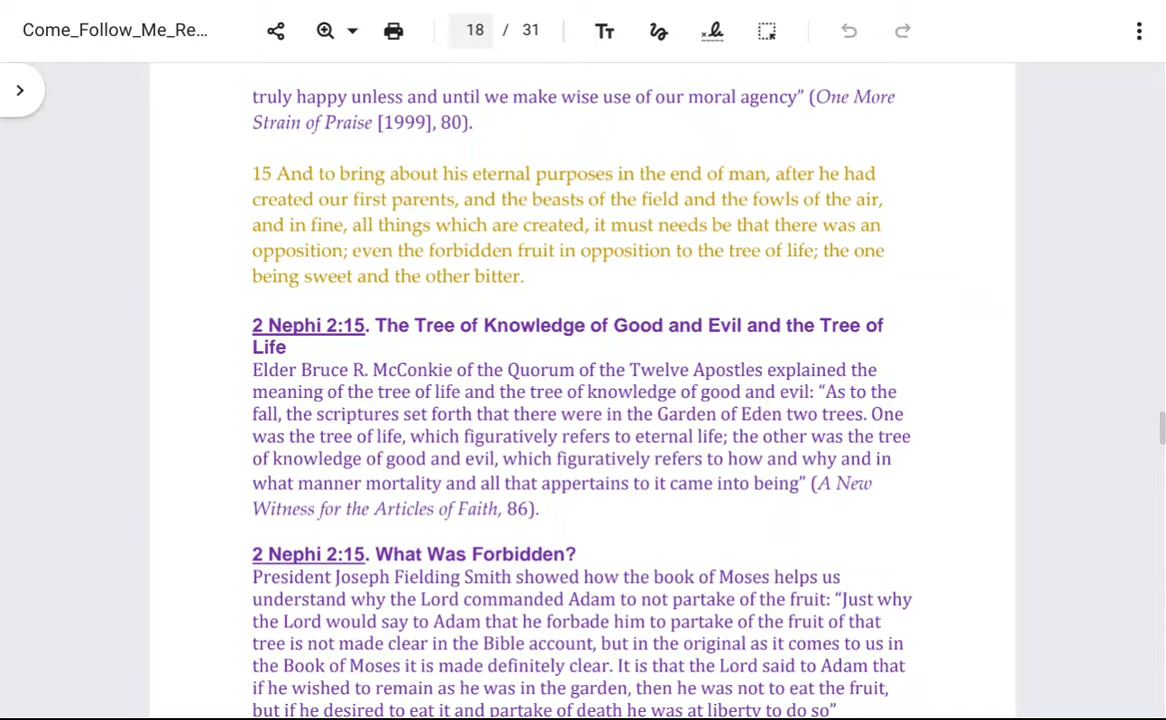 Come_Follow_Me_Re...
18 / 31
truly happy unless and until we make wise use of our moral agency” (One More
Strain of Praise [1999], 80).
15 And to bring about his eternal purposes in the end of man, after he had
created our first parents, and the beasts of the field and the fowls of the air,
and in fine, all things which are created, it must needs be that there was an
opposition; even the forbidden fruit in opposition to the tree of life; the one
being sweet and the other bitter.
2 Nephi 2:15. The Tree of Knowledge of Good and Evil and the Tree of
Life
Elder Bruce R. McConkie of the Quorum of the Twelve Apostles explained the
meaning of the tree of life and the tree of knowledge of good and evil: “As to the
fall, the scriptures set forth that there were in the Garden of Eden two trees. One
was the tree of life, which figuratively refers to eternal life; the other was the tree
of knowledge of good and evil, which figuratively refers to how and why and in
what manner mortality and all that appertains to it came into being” (A New
Witness for the Articles of Faith, 86).
2 Nephi 2:15. What Was Forbidden?
President Joseph Fielding Smith showed how the book of Moses helps us
understand why the Lord commanded Adam to not partake of the fruit: “Just why
the Lord would say to Adam that he forbade him to partake of the fruit of that
tree is not made clear in the Bible account, but in the original as it comes to us in
the Book of Moses it is made definitely clear. It is that the Lord said to Adam that
if he wished to remain as he was in the garden, then he was not to eat the fruit,
but if he desired to eat it and partake of death he was at liberty to do so”